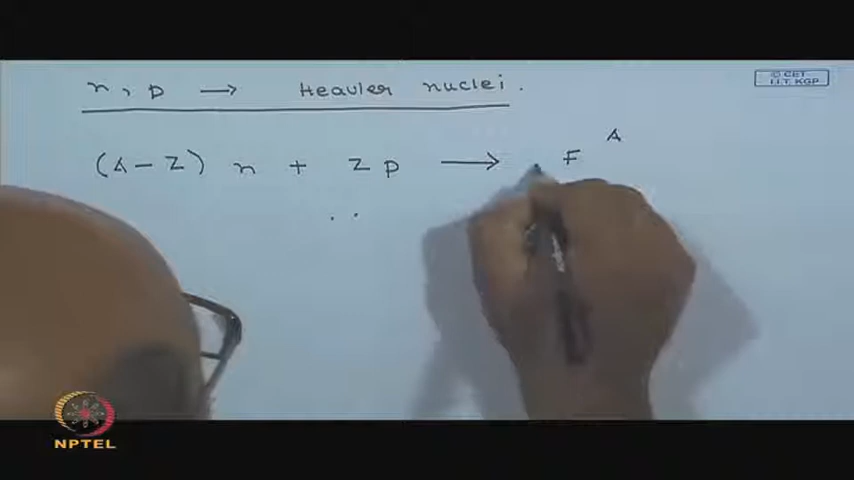 © CET
I.I.T. KGP
n, p → Heavier nuclei.
(A - Z) n + Z p → F A
NPTEL